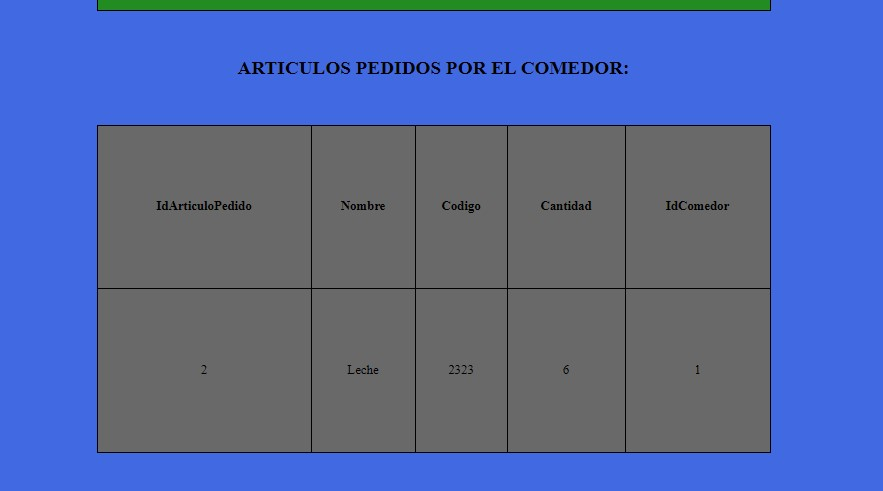 ARTICULOS PEDIDOS POR EL COMEDOR:
IdArticuloPedido Nombre Codigo Cantidad IdComedor
2 Leche 2323 6 1